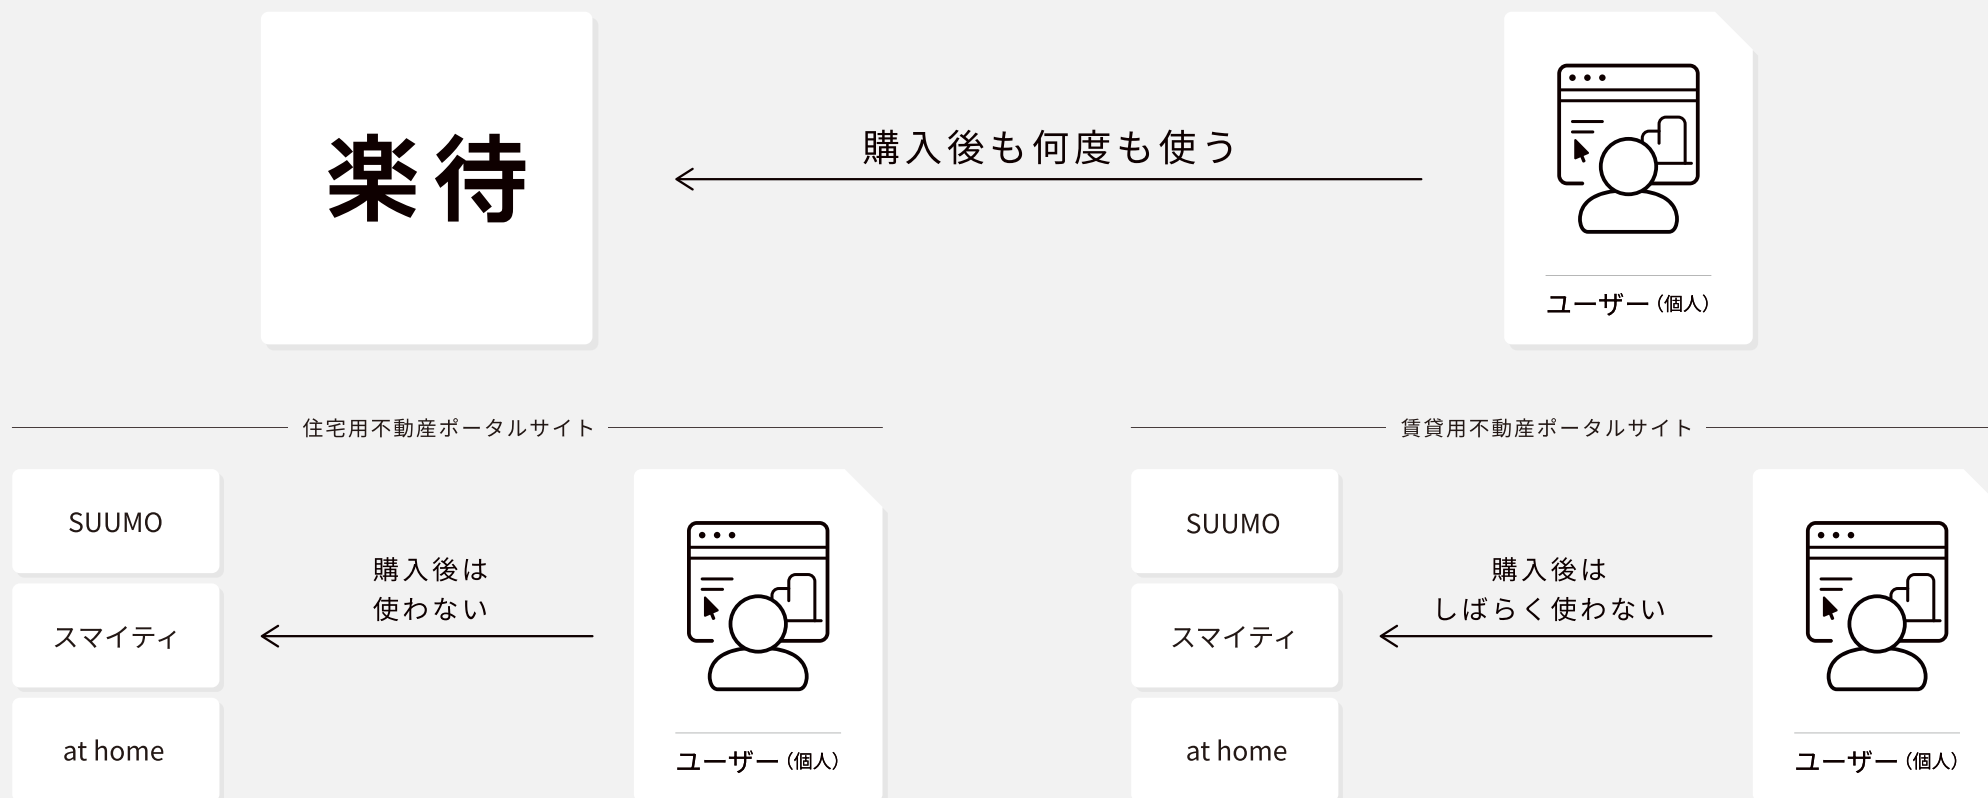 楽待
購入後も何度も使う
ユーザー（個人）
住宅用不動産ポータルサイト
SUUMO
スマイティ
at home
購入後は
使わない
ユーザー（個人）
賃貸用不動産ポータルサイト
SUUMO
スマイティ
at home
購入後は
しばらく使わない
ユーザー（個人）